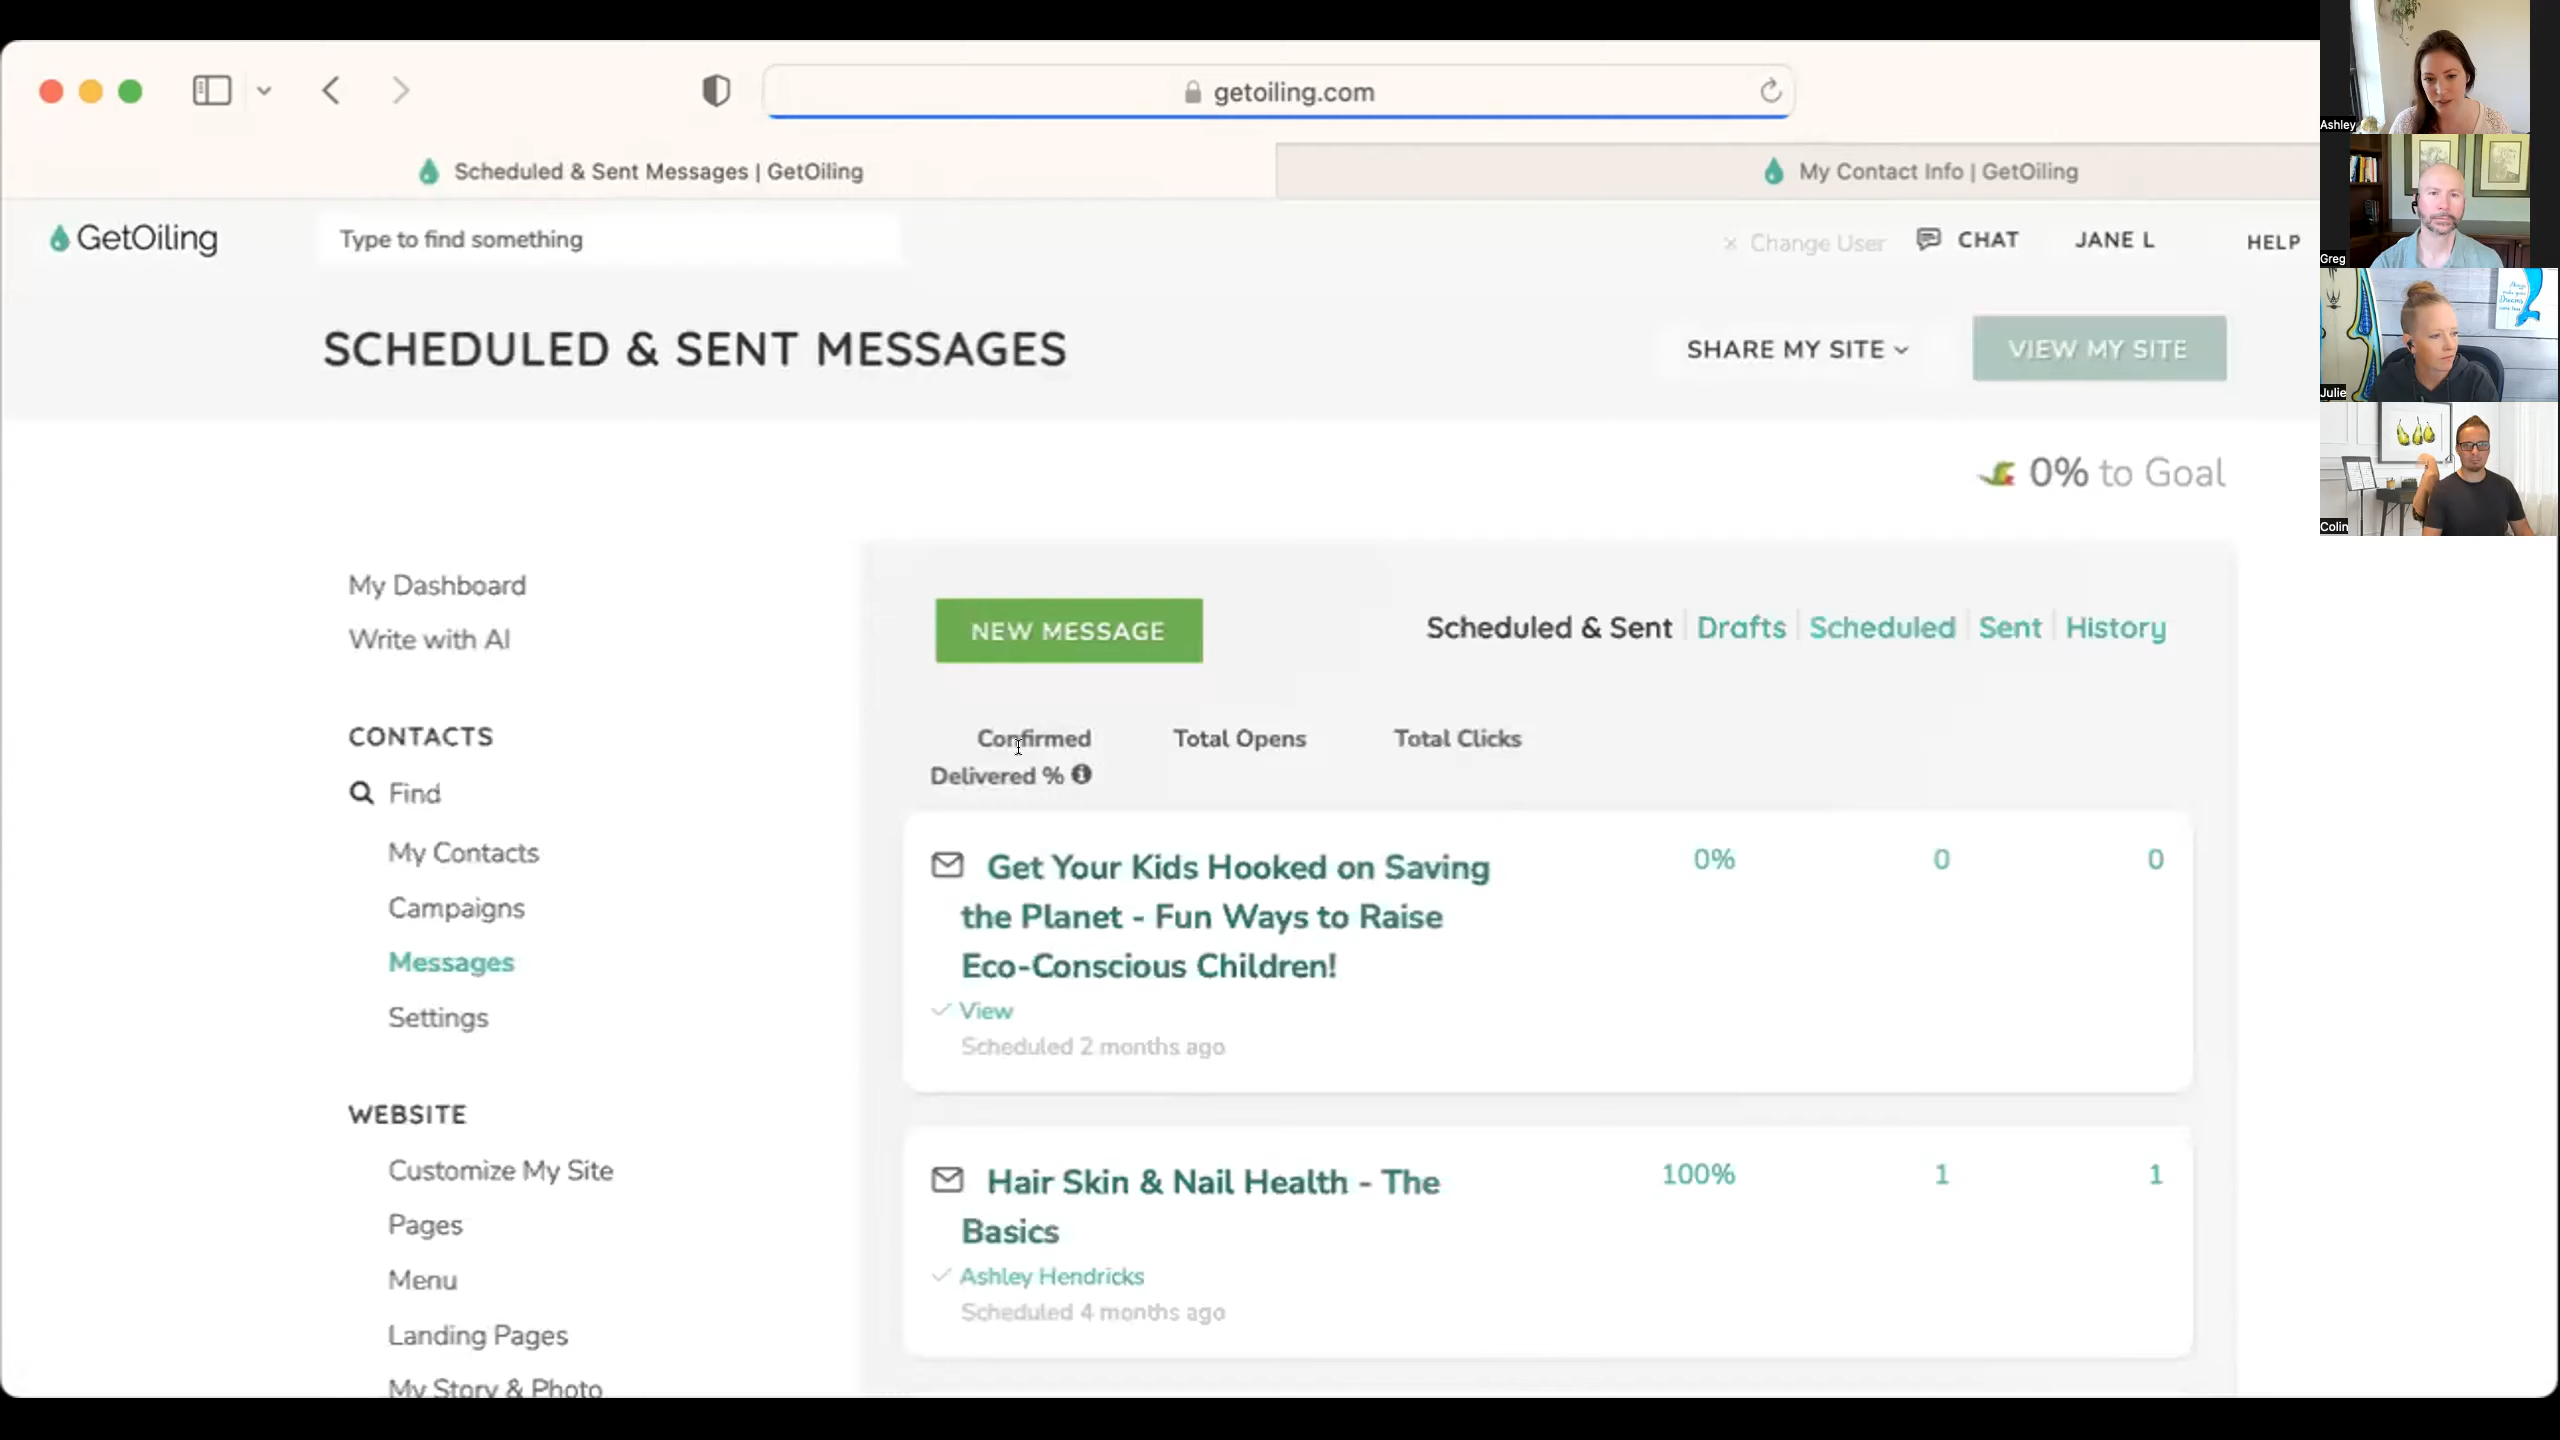 getoiling.com
Scheduled & Sent Messages | GetOiling
My Contact Info | GetOiling
GetOiling
Type to find something
× Change User
CHAT
JANE L
HELP
SCHEDULED & SENT MESSAGES
SHARE MY SITE
VIEW MY SITE
0% to Goal
My Dashboard
Write with AI
CONTACTS
Find
My Contacts
Campaigns
Messages
Settings
WEBSITE
Customize My Site
Pages
Menu
Landing Pages
My Story & Photo
NEW MESSAGE
Scheduled & Sent | Drafts | Scheduled | Sent | History
Confirmed
Delivered %
Total Opens
Total Clicks
Get Your Kids Hooked on Saving
the Planet - Fun Ways to Raise
Eco-Conscious Children!
0%
0
0
View
Scheduled 2 months ago
Hair Skin & Nail Health - The
Basics
100%
1
1
Ashley Hendricks
Scheduled 4 months ago
Ashley
Greg
Julie
Colin